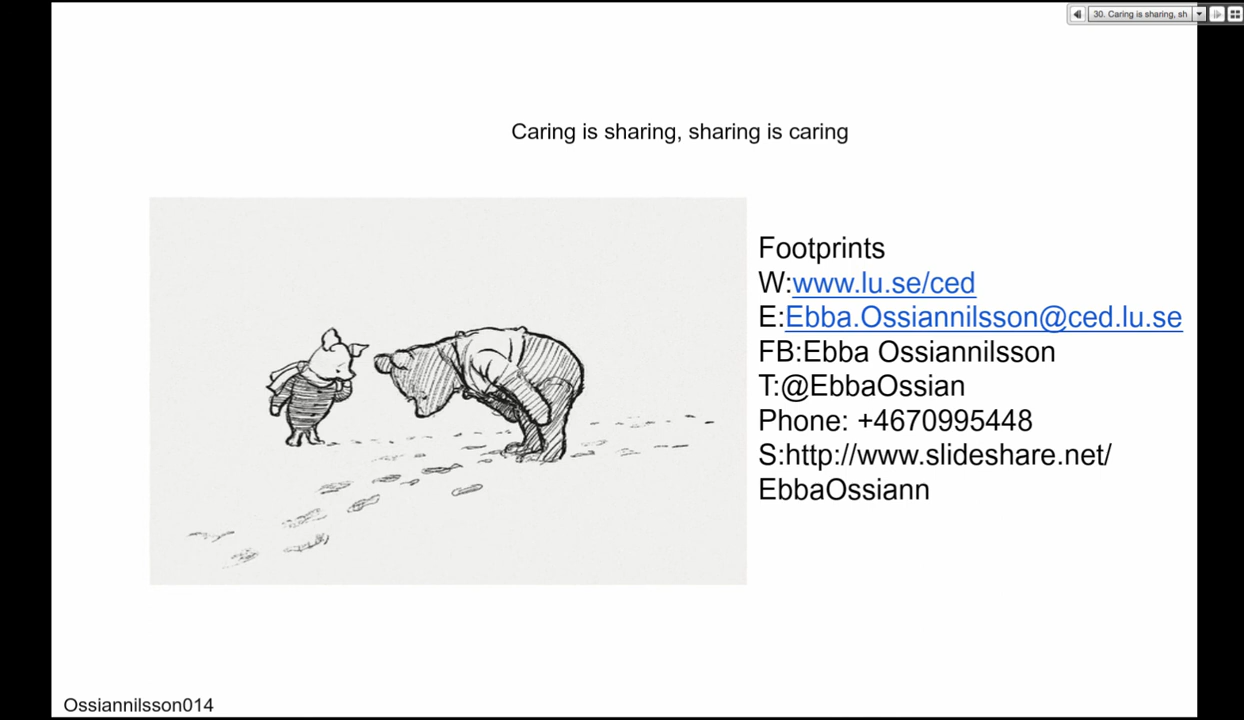 30. Caring is sharing, sh
Caring is sharing, sharing is caring
Footprints
W:www.lu.se/ced
E:Ebba.Ossiannilsson@ced.lu.se
FB:Ebba Ossiannilsson
T:@EbbaOssian
Phone: +4670995448
S:http://www.slideshare.net/
EbbaOssiann
Ossiannilsson014